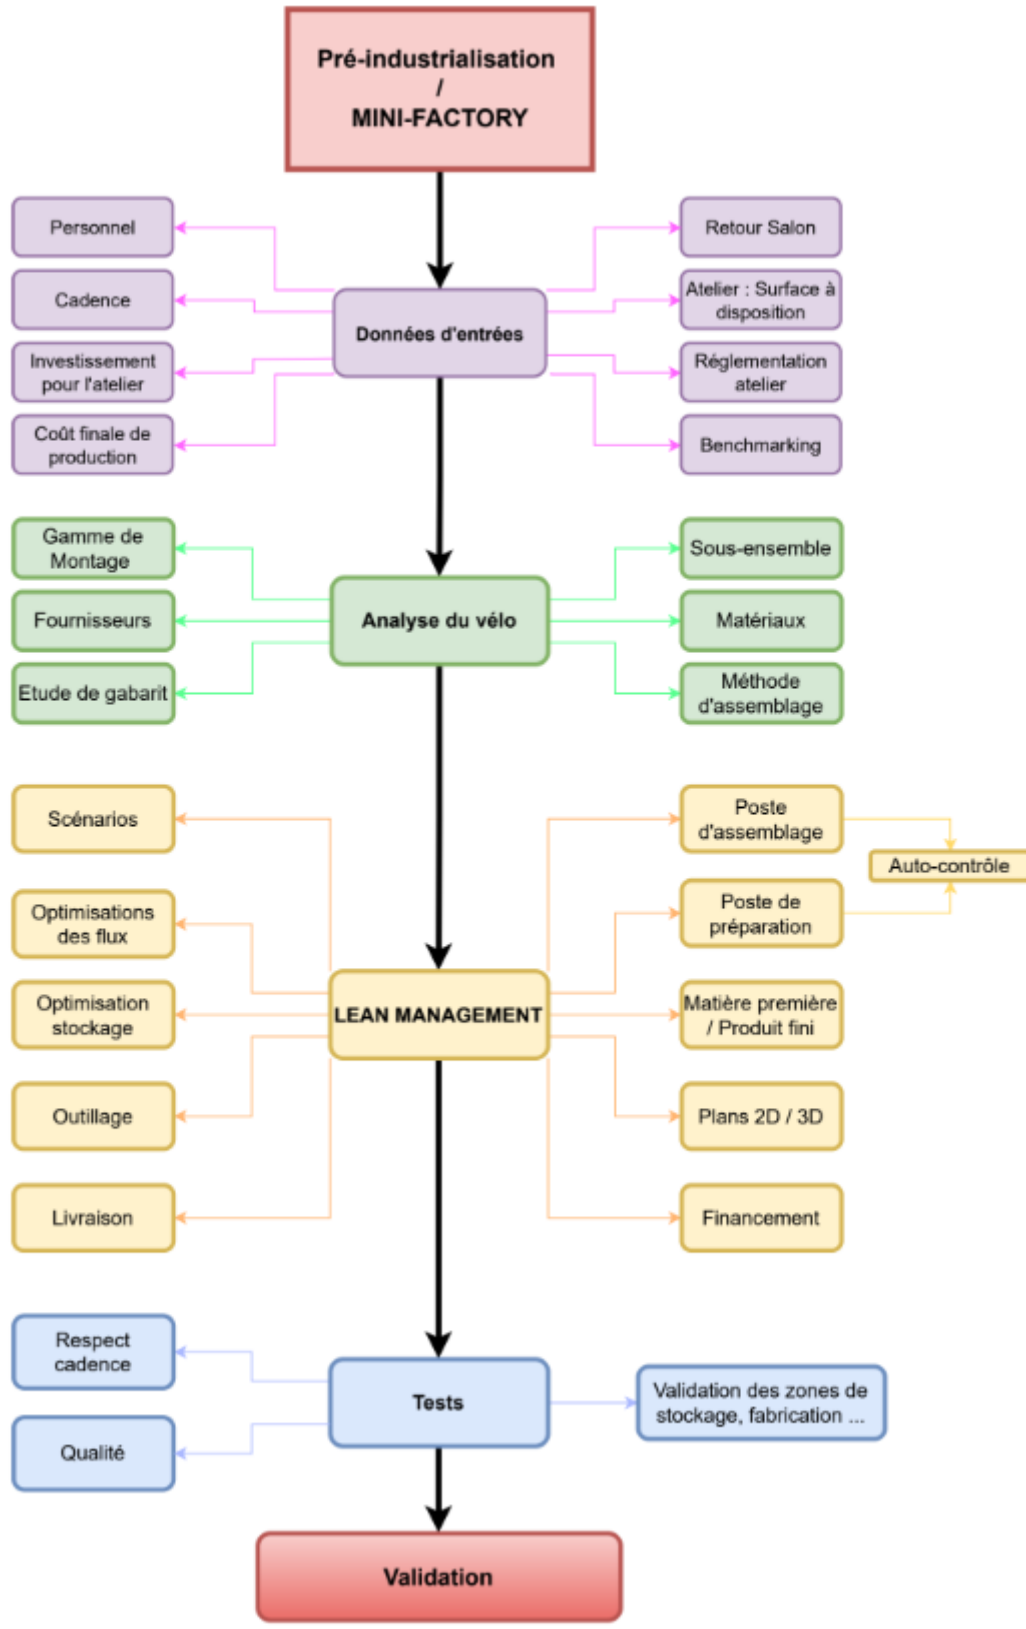 Pré-industrialisation
/
MINI-FACTORY
Personnel
Retour Salon
Cadence
Atelier : Surface à
disposition
Données d'entrées
Investissement
pour l'atelier
Réglementation
atelier
Coût finale de
production
Benchmarking
Gamme de
Montage
Sous-ensemble
Fournisseurs
Analyse du vélo
Matériaux
Etude de gabarit
Méthode
d'assemblage
Scénarios
Poste
d'assemblage
Auto-contrôle
Optimisations
des flux
Poste de
préparation
Optimisation
stockage
LEAN MANAGEMENT
Matière première
/ Produit fini
Outillage
Plans 2D / 3D
Livraison
Financement
Respect
cadence
Tests
Validation des zones de
stockage, fabrication ...
Qualité
Validation